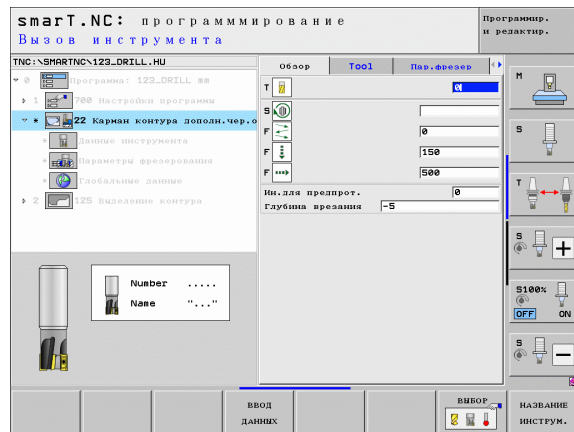 smarT.NC: программмирование
Программир.
и редактир.
Вызов инструмента
TNC:\SMARTNC\123_DRILL.HU
0 Программа: 123_DRILL мм
1 700 Настройки программы
* 22 Карман контура дополн.чер.о
* Данные инструмента
* Параметры фрезерования
* Глобальные данные
2 125 Выделение контура
Обзор Tool Пар.фрезер
T 0
S
F 0
F 150
F 500
Ин.для предпрот. 0
Глубина врезания -5
Number .....
Name "..."
M
S
T
S +
S100%
OFF ON
S –
ВВОД
ДАННЫХ
ВЫБОР
НАЗВАНИЕ
ИНСТРУМ.